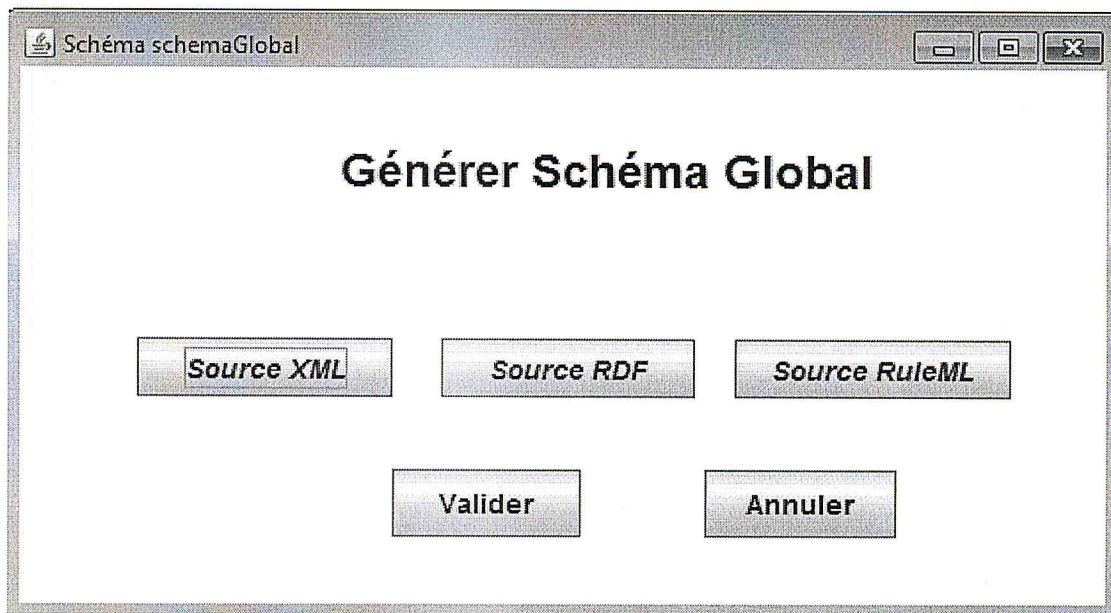 Schéma schemaGlobal
Générer Schéma Global
Source XML Source RDF Source RuleML
Valider Annuler